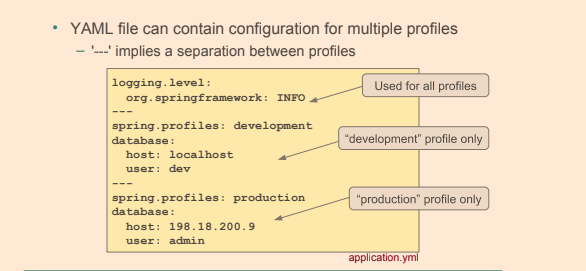 • YAML file can contain configuration for multiple profiles
– '---' implies a separation between profiles
logging.level:
org.springframework: INFO
Used for all profiles
---
spring.profiles: development
database:
"development" profile only
host: localhost
user: dev
---
spring.profiles: production
"production" profile only
database:
host: 198.18.200.9
user: admin
application.yml